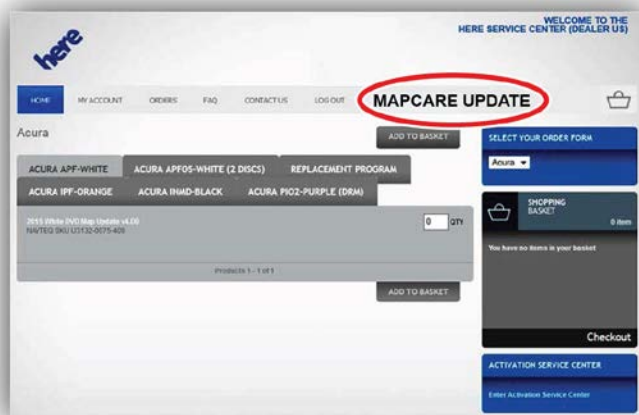 here
WELCOME TO THE
HERE SERVICE CENTER (DEALER US)
HOME MY ACCOUNT ORDERS FAQ CONTACT US LOG OUT MAPCARE UPDATE
Acura
ADD TO BASKET
SELECT YOUR ORDER FORM
Acura
ACURA APF-WHITE ACURA APF05-WHITE (2 DISCS) REPLACEMENT PROGRAM
ACURA IPF-ORANGE ACURA IHMD-BLACK ACURA PIO2-PURPLE (DRM)
2015 White DVD Map Update v4.D0
0 QTY
Products 1 - 1 of 1
ADD TO BASKET
SHOPPING
BASKET
0 item
You have no items in your basket
Checkout
ACTIVATION SERVICE CENTER
Enter Activation Service Center